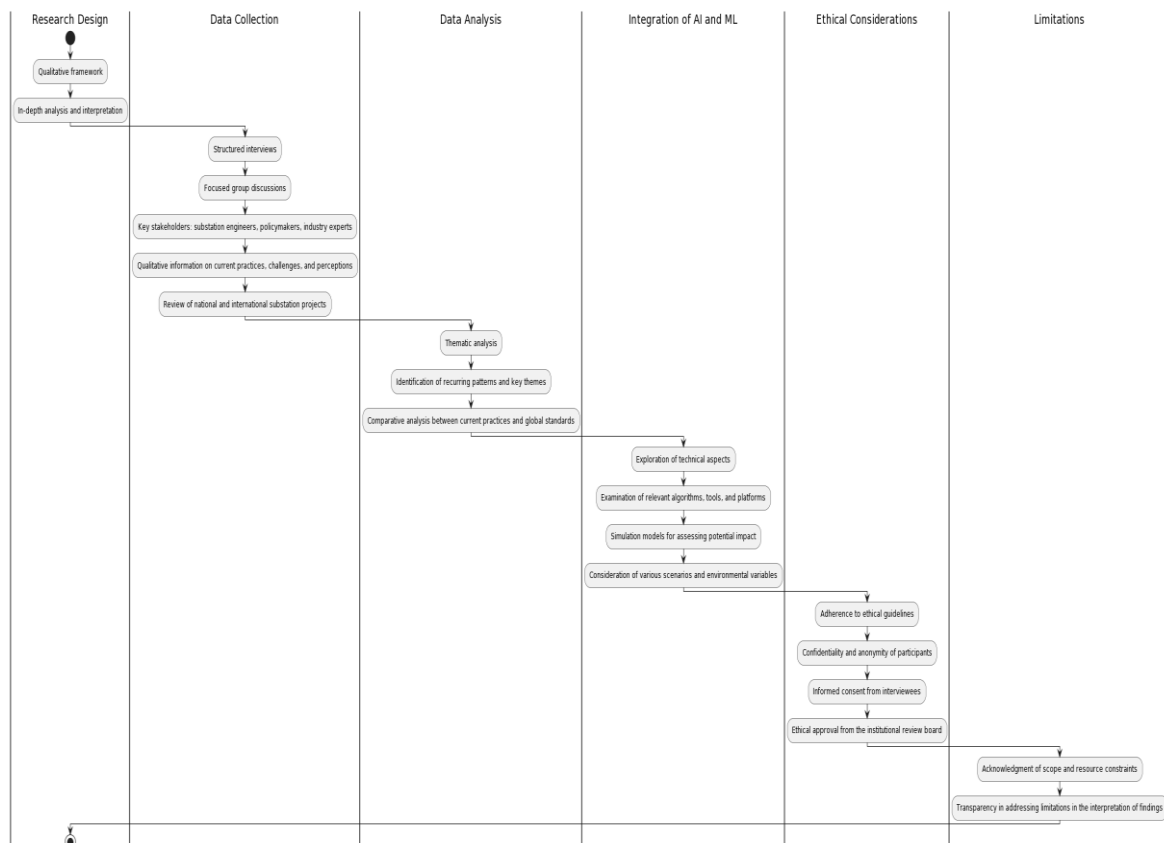 Research Design
Data Collection
Data Analysis
Integration of AI and ML
Ethical Considerations
Limitations
Qualitative framework
In-depth analysis and interpretation
Structured interviews
Focused group discussions
Key stakeholders: substation engineers, policymakers, industry experts
Qualitative information on current practices, challenges, and perceptions
Review of national and international substation projects
Thematic analysis
Identification of recurring patterns and key themes
Comparative analysis between current practices and global standards
Exploration of technical aspects
Examination of relevant algorithms, tools, and platforms
Simulation models for assessing potential impact
Consideration of various scenarios and environmental variables
Adherence to ethical guidelines
Confidentiality and anonymity of participants
Informed consent from interviewees
Ethical approval from the institutional review board
Acknowledgment of scope and resource constraints
Transparency in addressing limitations in the interpretation of findings